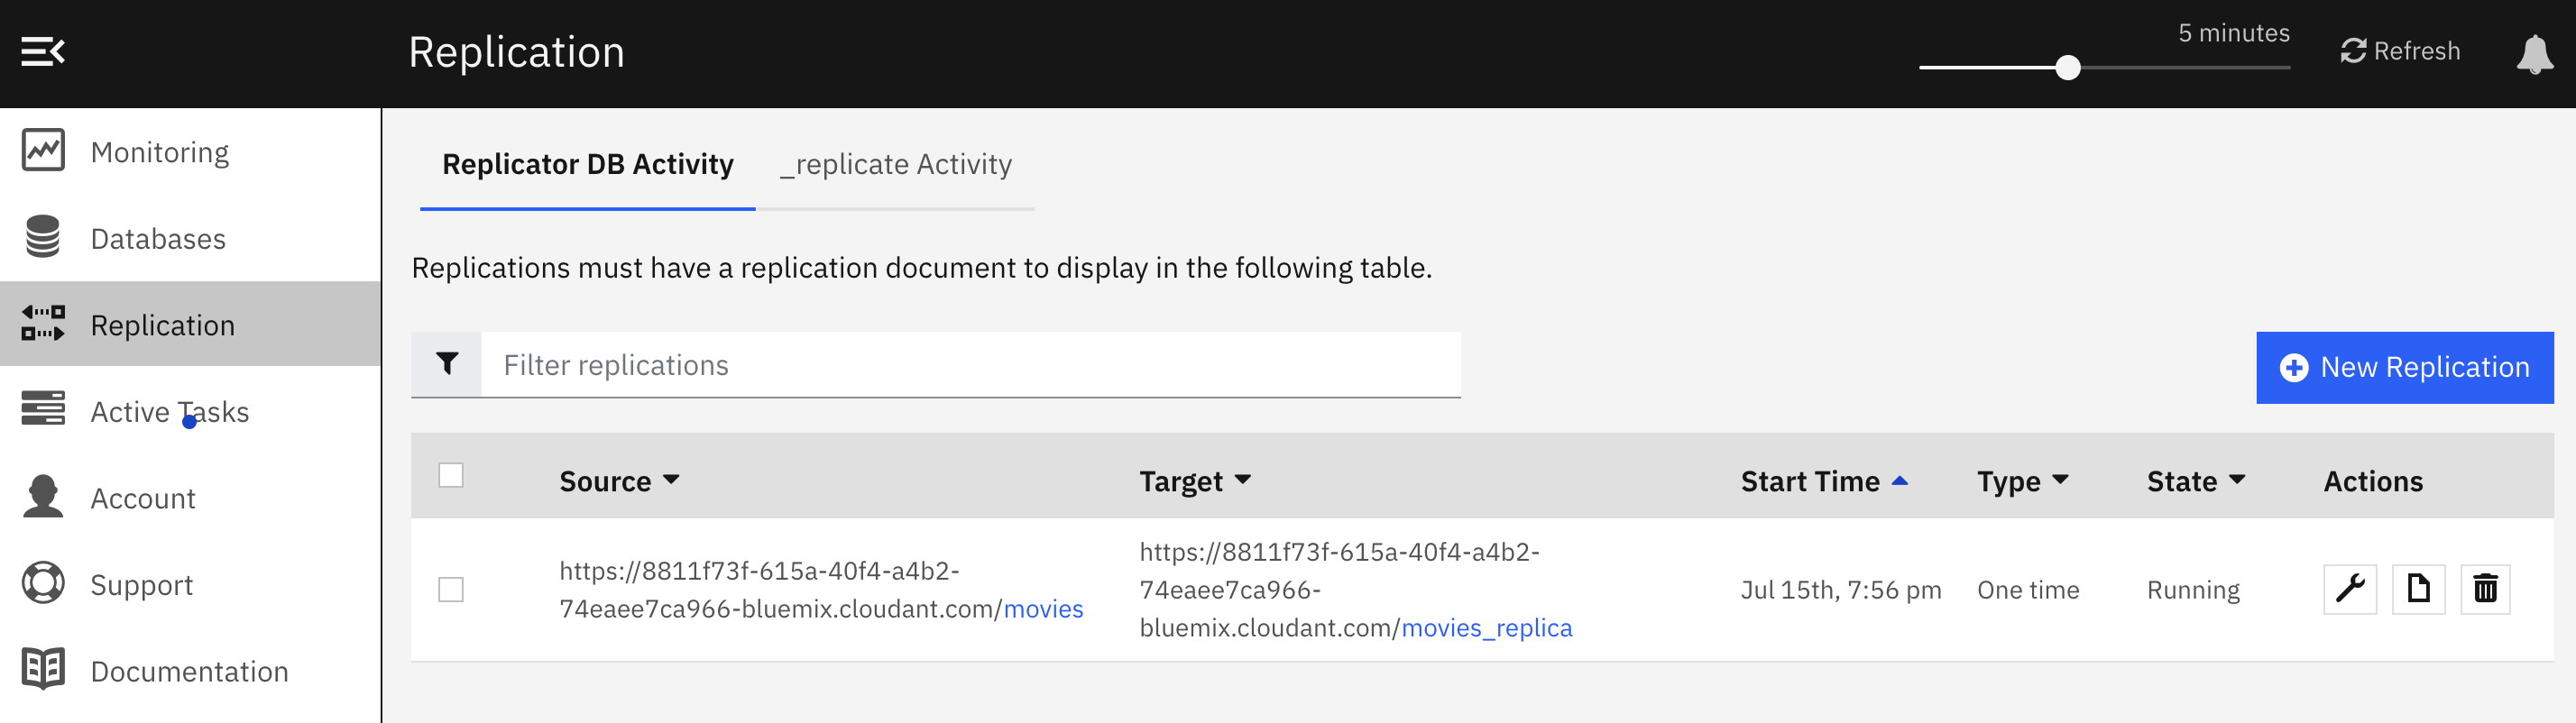 Replication
5 minutes
Refresh
Monitoring
Databases
Replication
Active Tasks
Account
Support
Documentation
Replicator DB Activity
_replicate Activity
Replications must have a replication document to display in the following table.
Filter replications
New Replication
Source Target Start Time Type State Actions
https://8811f73f-615a-40f4-a4b2-
74eaee7ca966-bluemix.cloudant.com/movies
https://8811f73f-615a-40f4-a4b2-
74eaee7ca966-
bluemix.cloudant.com/movies_replica
Jul 15th, 7:56 pm
One time
Running